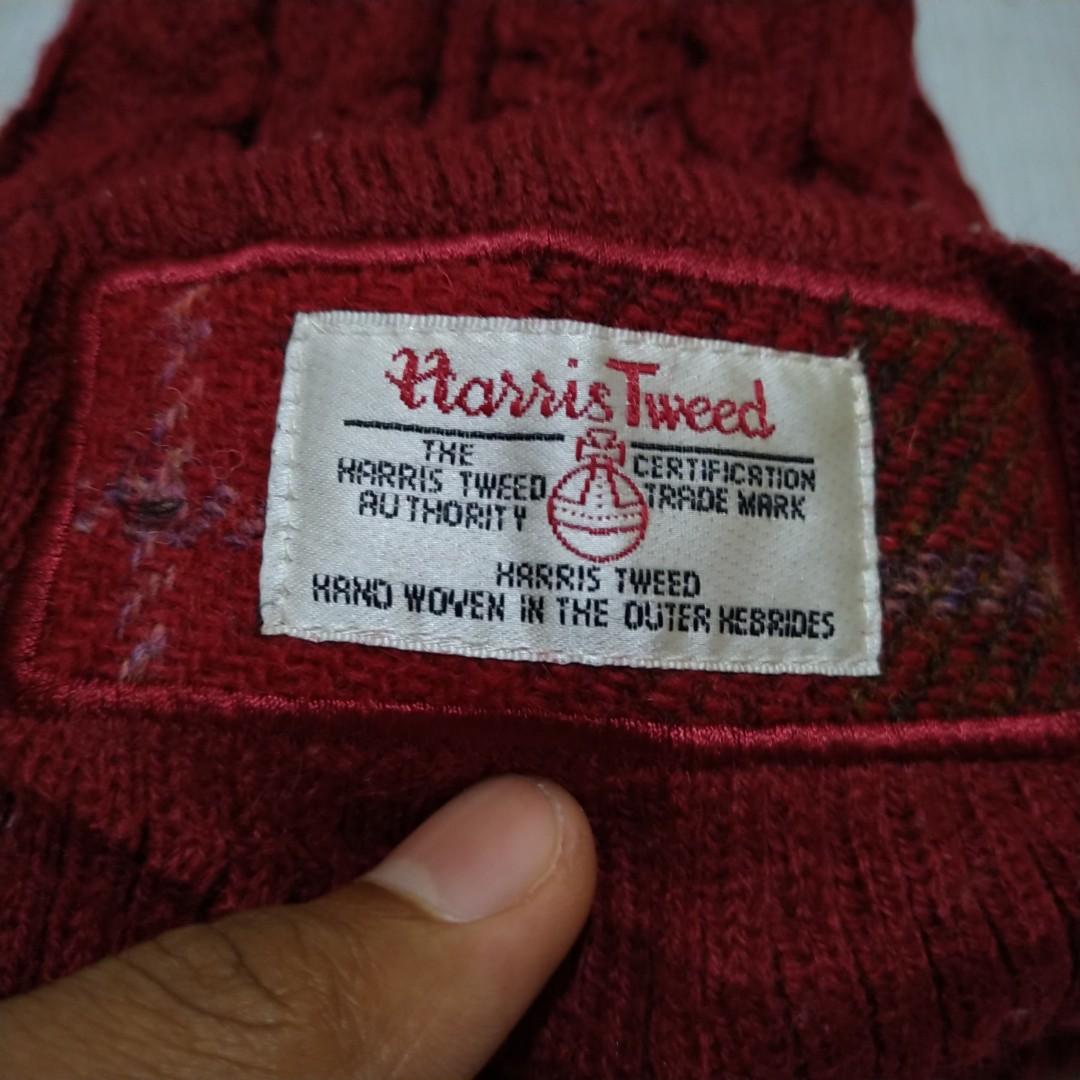 Harris Tweed
THE
HARRIS TWEED
AUTHORITY
CERTIFICATION
TRADE MARK
HARRIS TWEED
HAND WOVEN IN THE OUTER HEBRIDES